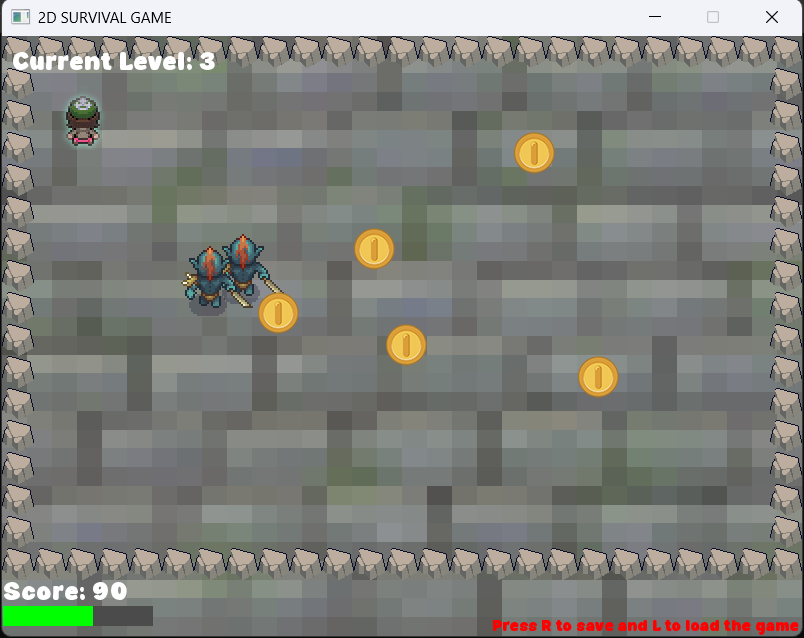 2D SURVIVAL GAME
Current Level: 3
Score: 90
Press R to save and L to load the game